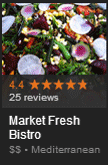 4.4
25 reviews
Market Fresh
Bistro
$$ • Mediterranean